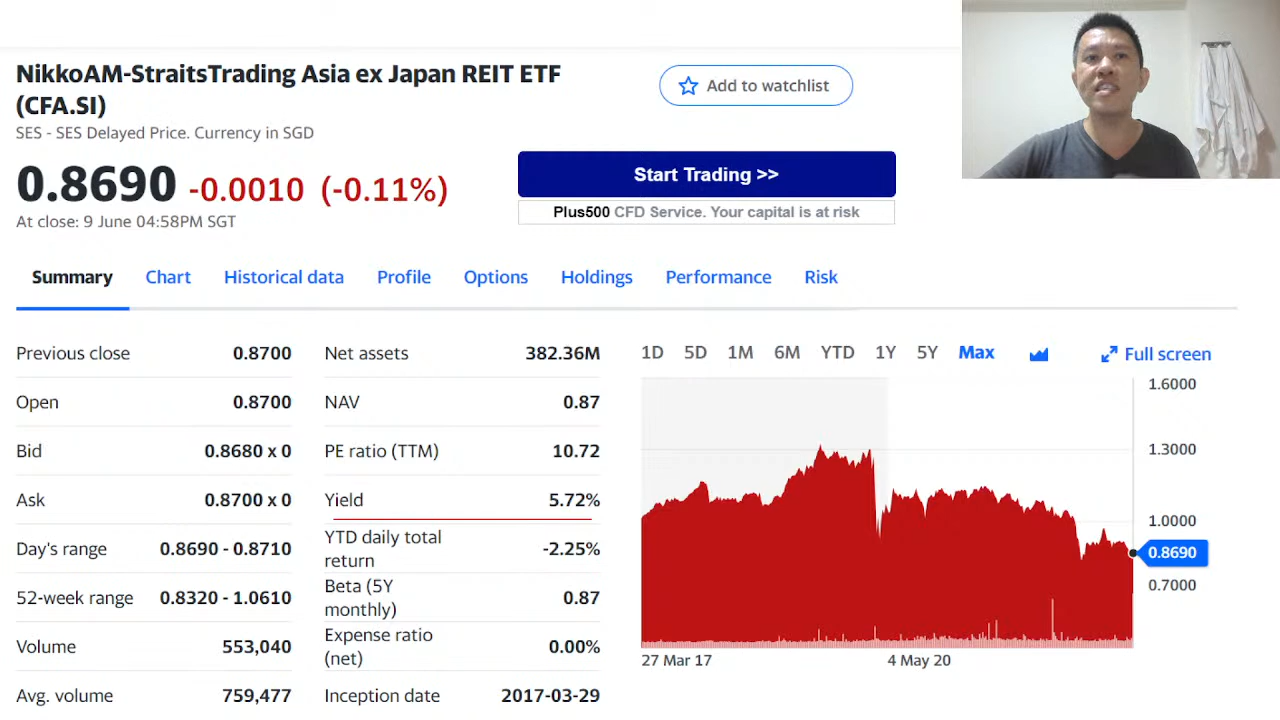 NikkoAM-StraitsTrading Asia ex Japan REIT ETF
(CFA.SI)
SES - SES Delayed Price. Currency in SGD
Add to watchlist
0.8690 -0.0010 (-0.11%)
At close: 9 June 04:58PM SGT
Start Trading >>
Plus500 CFD Service. Your capital is at risk
Summary Chart Historical data Profile Options Holdings Performance Risk
Previous close 0.8700
Open 0.8700
Bid 0.8680 x 0
Ask 0.8700 x 0
Day's range 0.8690 - 0.8710
52-week range 0.8320 - 1.0610
Volume 553,040
Avg. volume 759,477
Net assets 382.36M
NAV 0.87
PE ratio (TTM) 10.72
Yield 5.72%
YTD daily total
return -2.25%
Beta (5Y
monthly) 0.87
Expense ratio
(net) 0.00%
Inception date 2017-03-29
1D 5D 1M 6M YTD 1Y 5Y Max Full screen
1.6000
1.3000
1.0000
0.8690
0.7000
27 Mar 17 4 May 20